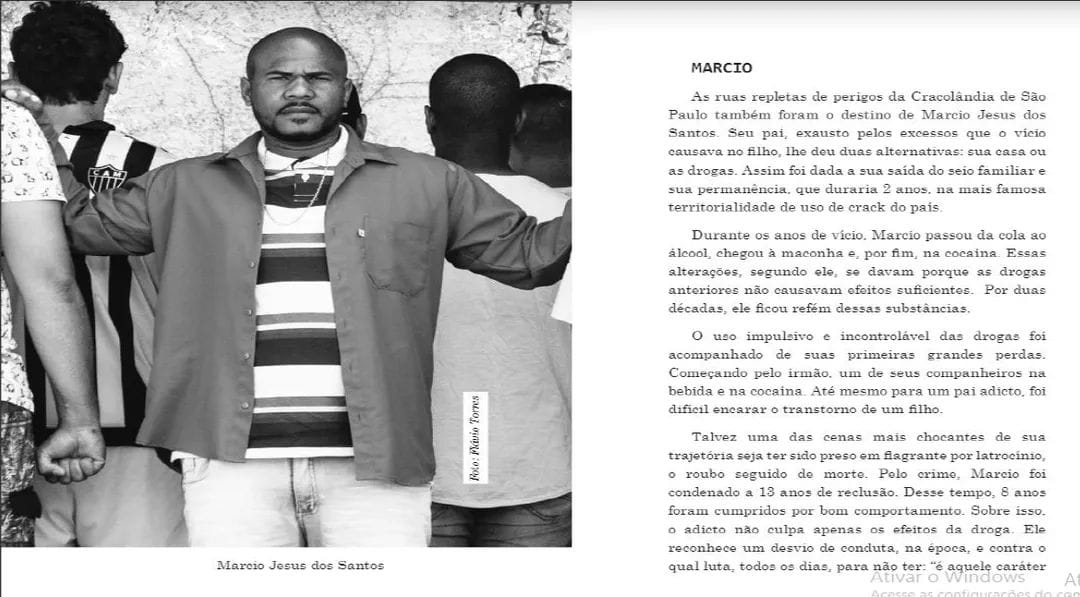 CAM
Foto: Flávio Torres
Marcio Jesus dos Santos
MARCIO
As ruas repletas de perigos da Cracolândia de São
Paulo também foram o destino de Marcio Jesus dos
Santos. Seu pai, exausto pelos excessos que o vício
causava no filho, lhe deu duas alternativas: sua casa ou
as drogas. Assim foi dada a sua saída do seio familiar e
sua permanência, que duraria 2 anos, na mais famosa
territorialidade de uso de crack do país.
Durante os anos de vício, Marcio passou da cola ao
álcool, chegou à maconha e, por fim, na cocaína. Essas
alterações, segundo ele, se davam porque as drogas
anteriores não causavam efeitos suficientes. Por duas
décadas, ele ficou refém dessas substâncias.
O uso impulsivo e incontrolável das drogas foi
acompanhado de suas primeiras grandes perdas.
Começando pelo irmão, um de seus companheiros na
bebida e na cocaína. Até mesmo para um pai adicto, foi
difícil encarar o transtorno de um filho.
Talvez uma das cenas mais chocantes de sua
trajetória seja ter sido preso em flagrante por latrocínio,
o roubo seguido de morte. Pelo crime, Marcio foi
condenado a 13 anos de reclusão. Desse tempo, 8 anos
foram cumpridos por bom comportamento. Sobre isso,
o adicto não culpa apenas os efeitos da droga. Ele
reconhece um desvio de conduta, na época, e contra o
qual luta, todos os dias, para não ter: “é aquele caráter
Ativar o Windows
At
Acesse as configurações do com